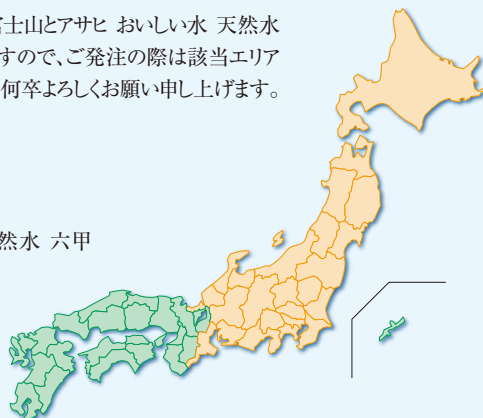 富士山とアサヒ おいしい水 天然水
すので、ご発注の際は該当エリア
何卒よろしくお願い申し上げます。
然水 六甲